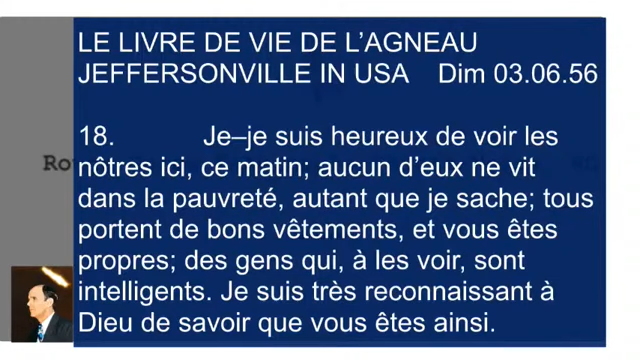 LE LIVRE DE VIE DE L'AGNEAU
JEFFERSONVILLE IN USA Dim 03.06.56
18. Je–je suis heureux de voir les
nôtres ici, ce matin; aucun d'eux ne vit
dans la pauvreté, autant que je sache; tous
portent de bons vêtements, et vous êtes
propres; des gens qui, à les voir, sont
intelligents. Je suis très reconnaissant à
Dieu de savoir que vous êtes ainsi.